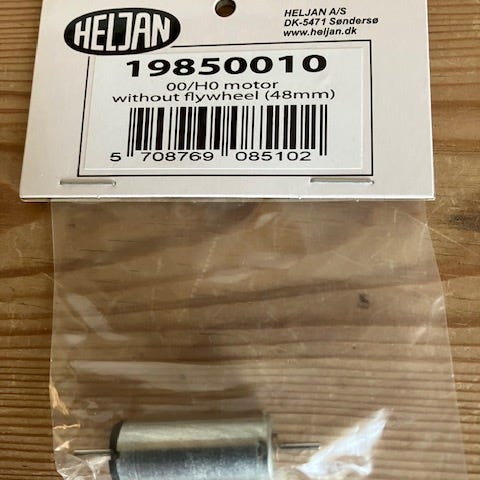 HELJAN
HELJAN A/S
DK-5471 Søndersø
www.heljan.dk
19850010
00/H0 motor
without flywheel (48mm)
5 708769 085102